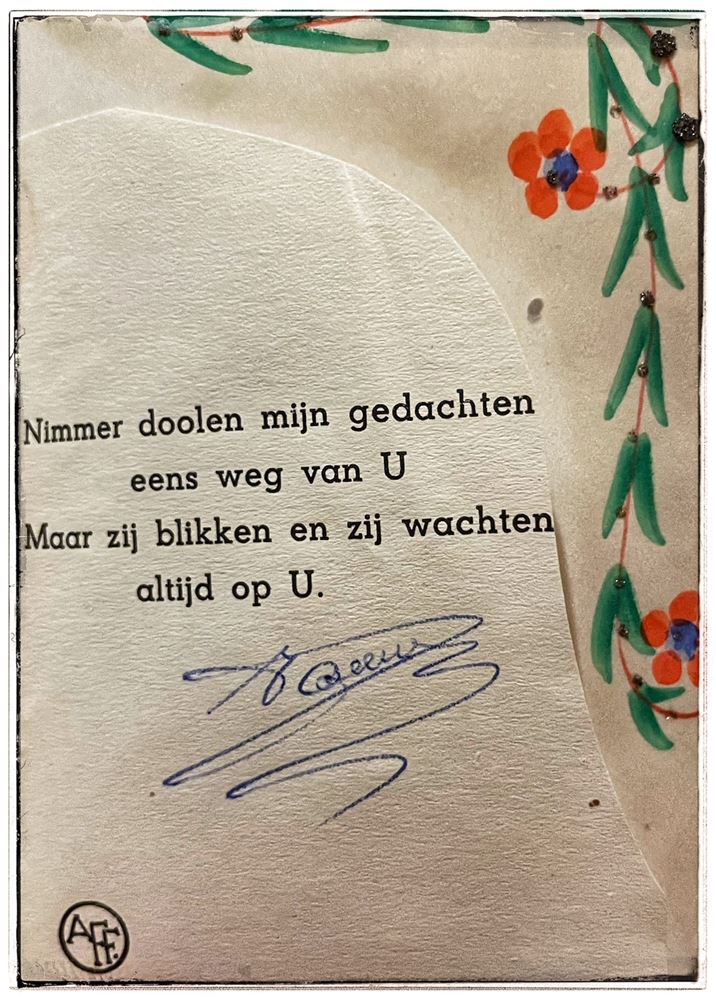 Nimmer doolen mijn gedachten
eens weg van U
Maar zij blikken en zij wachten
altijd op U.
AFF.